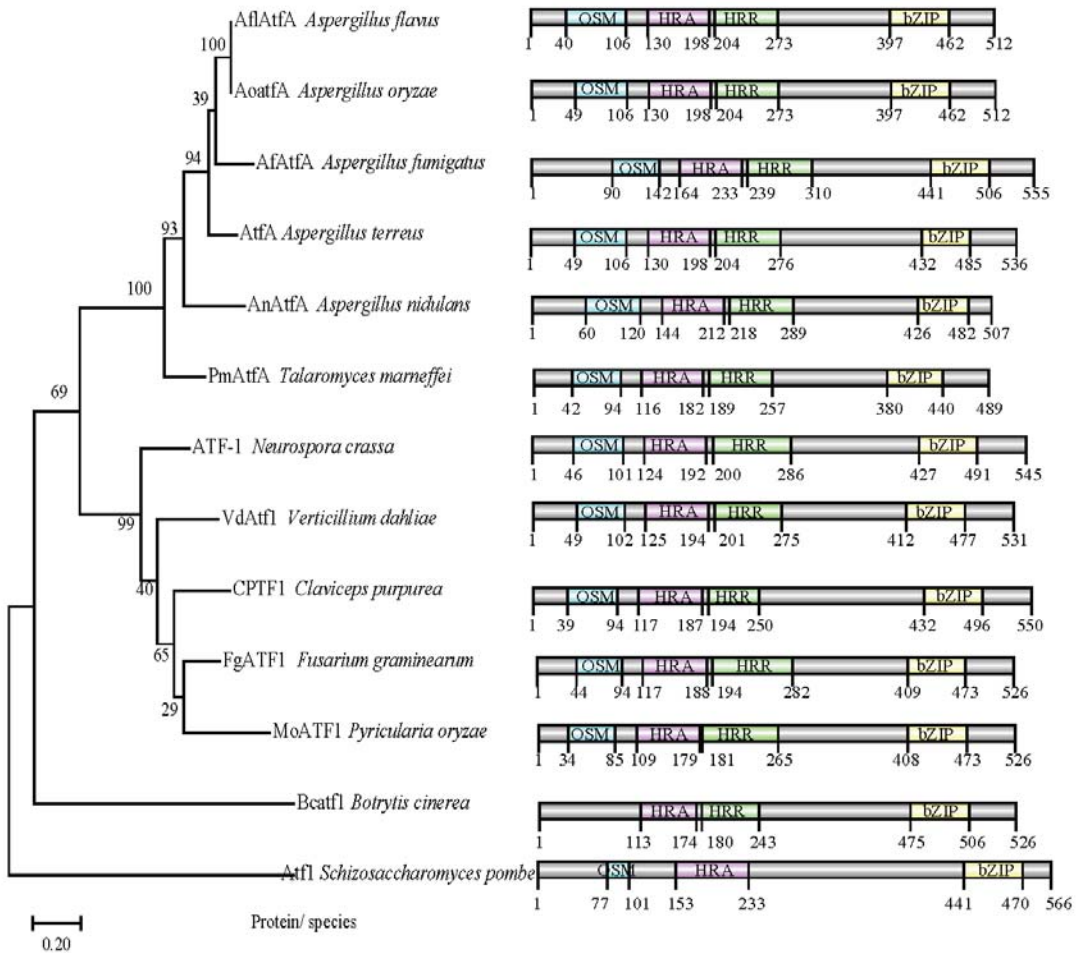 AflAtfA Aspergillus flavus OSM HRA HRR bZIP
1 40 106 130 198 204 273 397 462 512
100
AoatfA Aspergillus oryzae OSM HRA HRR bZIP
1 49 106 130 198 204 273 397 462 512
39
AfAtfA Aspergillus fumigatus OSM HRA HRR bZIP
1 90 142 164 233 239 310 441 506 555
94
AtfA Aspergillus terreus OSM HRA HRR bZIP
1 49 106 130 198 204 276 432 485 536
93
AnAtfA Aspergillus nidulans OSM HRA HRR bZIP
1 60 120 144 212 218 289 426 482 507
100
PmAtfA Talaromyces marneffei OSM HRA HRR bZIP
1 42 94 116 182 189 257 380 440 489
69
ATF-1 Neurospora crassa OSM HRA HRR bZIP
1 46 101 124 192 200 286 427 491 545
99
VdAtf1 Verticillium dahliae OSM HRA HRR bZIP
1 49 102 125 194 201 275 412 477 531
40
CPTF1 Claviceps purpurea OSM HRA HRR bZIP
1 39 94 117 187 194 250 432 496 550
65
FgATF1 Fusarium graminearum OSM HRA HRR bZIP
1 44 94 117 188 194 282 409 473 526
29
MoATF1 Pyricularia oryzae OSM HRA HRR bZIP
1 34 85 109 179 181 265 408 473 526
Bcatf1 Botrytis cinerea HRA HRR bZIP
1 113 174 180 243 475 506 526
Atf1 Schizosaccharomyces pombe OSM HRA bZIP
1 77 101 153 233 441 470 566
Protein/ species
0.20